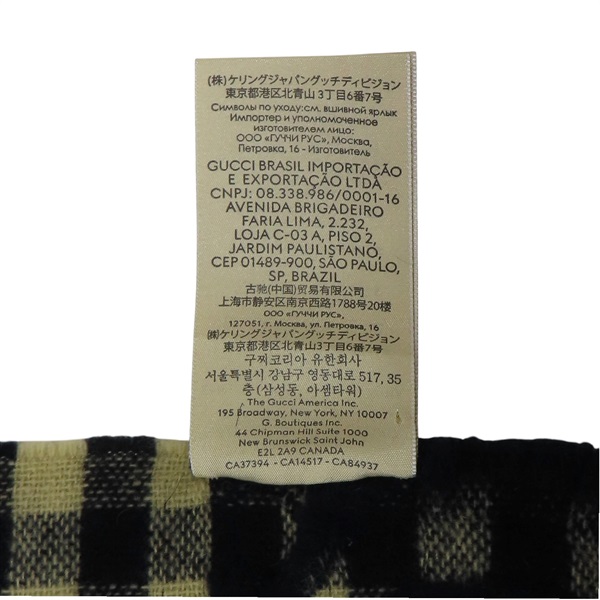 (株)ケリングジャパングッチディビジョン
東京都港区北青山 3丁目6番7号
Символы по уходу:см. вшивной ярлык
Импортер и уполномоченное
изготовителем лицо:
ООО «ГУЧЧИ РУС», Москва,
Петровка, 16 - Изготовитель
GUCCI BRASIL IMPORTAÇÃO
E EXPORTAÇÃO LTDA
CNPJ: 08.338.986/0001-16
AVENIDA BRIGADEIRO
FARIA LIMA, 2.232,
LOJA C-03 A, PISO 2,
JARDIM PAULISTANO,
CEP 01489-900, SÃO PAULO,
SP, BRAZIL
古驰(中国)贸易有限公司
上海市静安区南京西路1788号20楼
ООО «ГУЧЧИ РУС»,
127051, г. Москва, ул. Петровка, 16
㈱ケリングジャパングッチディビジョン
東京都港区北青山3丁目6番7号
구찌코리아 유한회사
서울특별시 강남구 영동대로 517, 35
층 (삼성동, 아셈타워)
The Gucci America Inc.
195 Broadway, New York, NY 10007
G. Boutiques Inc.
44 Chipman Hill Suite 1000
New Brunswick Saint John
E2L 2A9 CANADA
CA37394 - CA14517 - CA84937